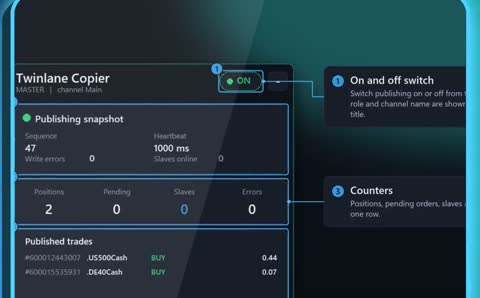 Twinlane Copier
MASTER | channel Main
1
ON
-
Publishing snapshot
Sequence
47
Write errors 0
Heartbeat
1000 ms
Slaves online 0
Positions Pending Slaves Errors
2 0 0 0
Published trades
#600012443007 .US500Cash BUY 0.44
#600015535931 .DE40Cash BUY 0.07
1 On and off switch
Switch publishing on or off from t
role and channel name are shown
title.
3 Counters
Positions, pending orders, slaves a
one row.